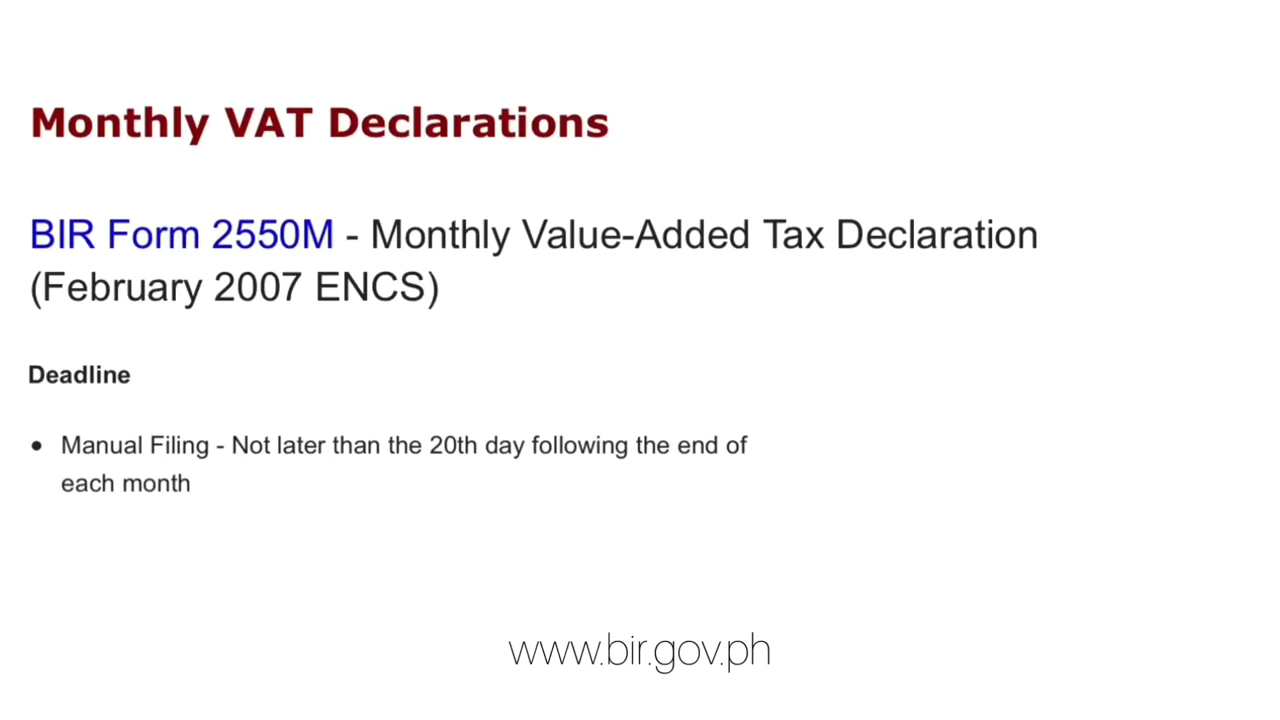 Monthly VAT Declarations
BIR Form 2550M - Monthly Value-Added Tax Declaration
(February 2007 ENCS)
Deadline
• Manual Filing - Not later than the 20th day following the end of
each month
www.bir.gov.ph